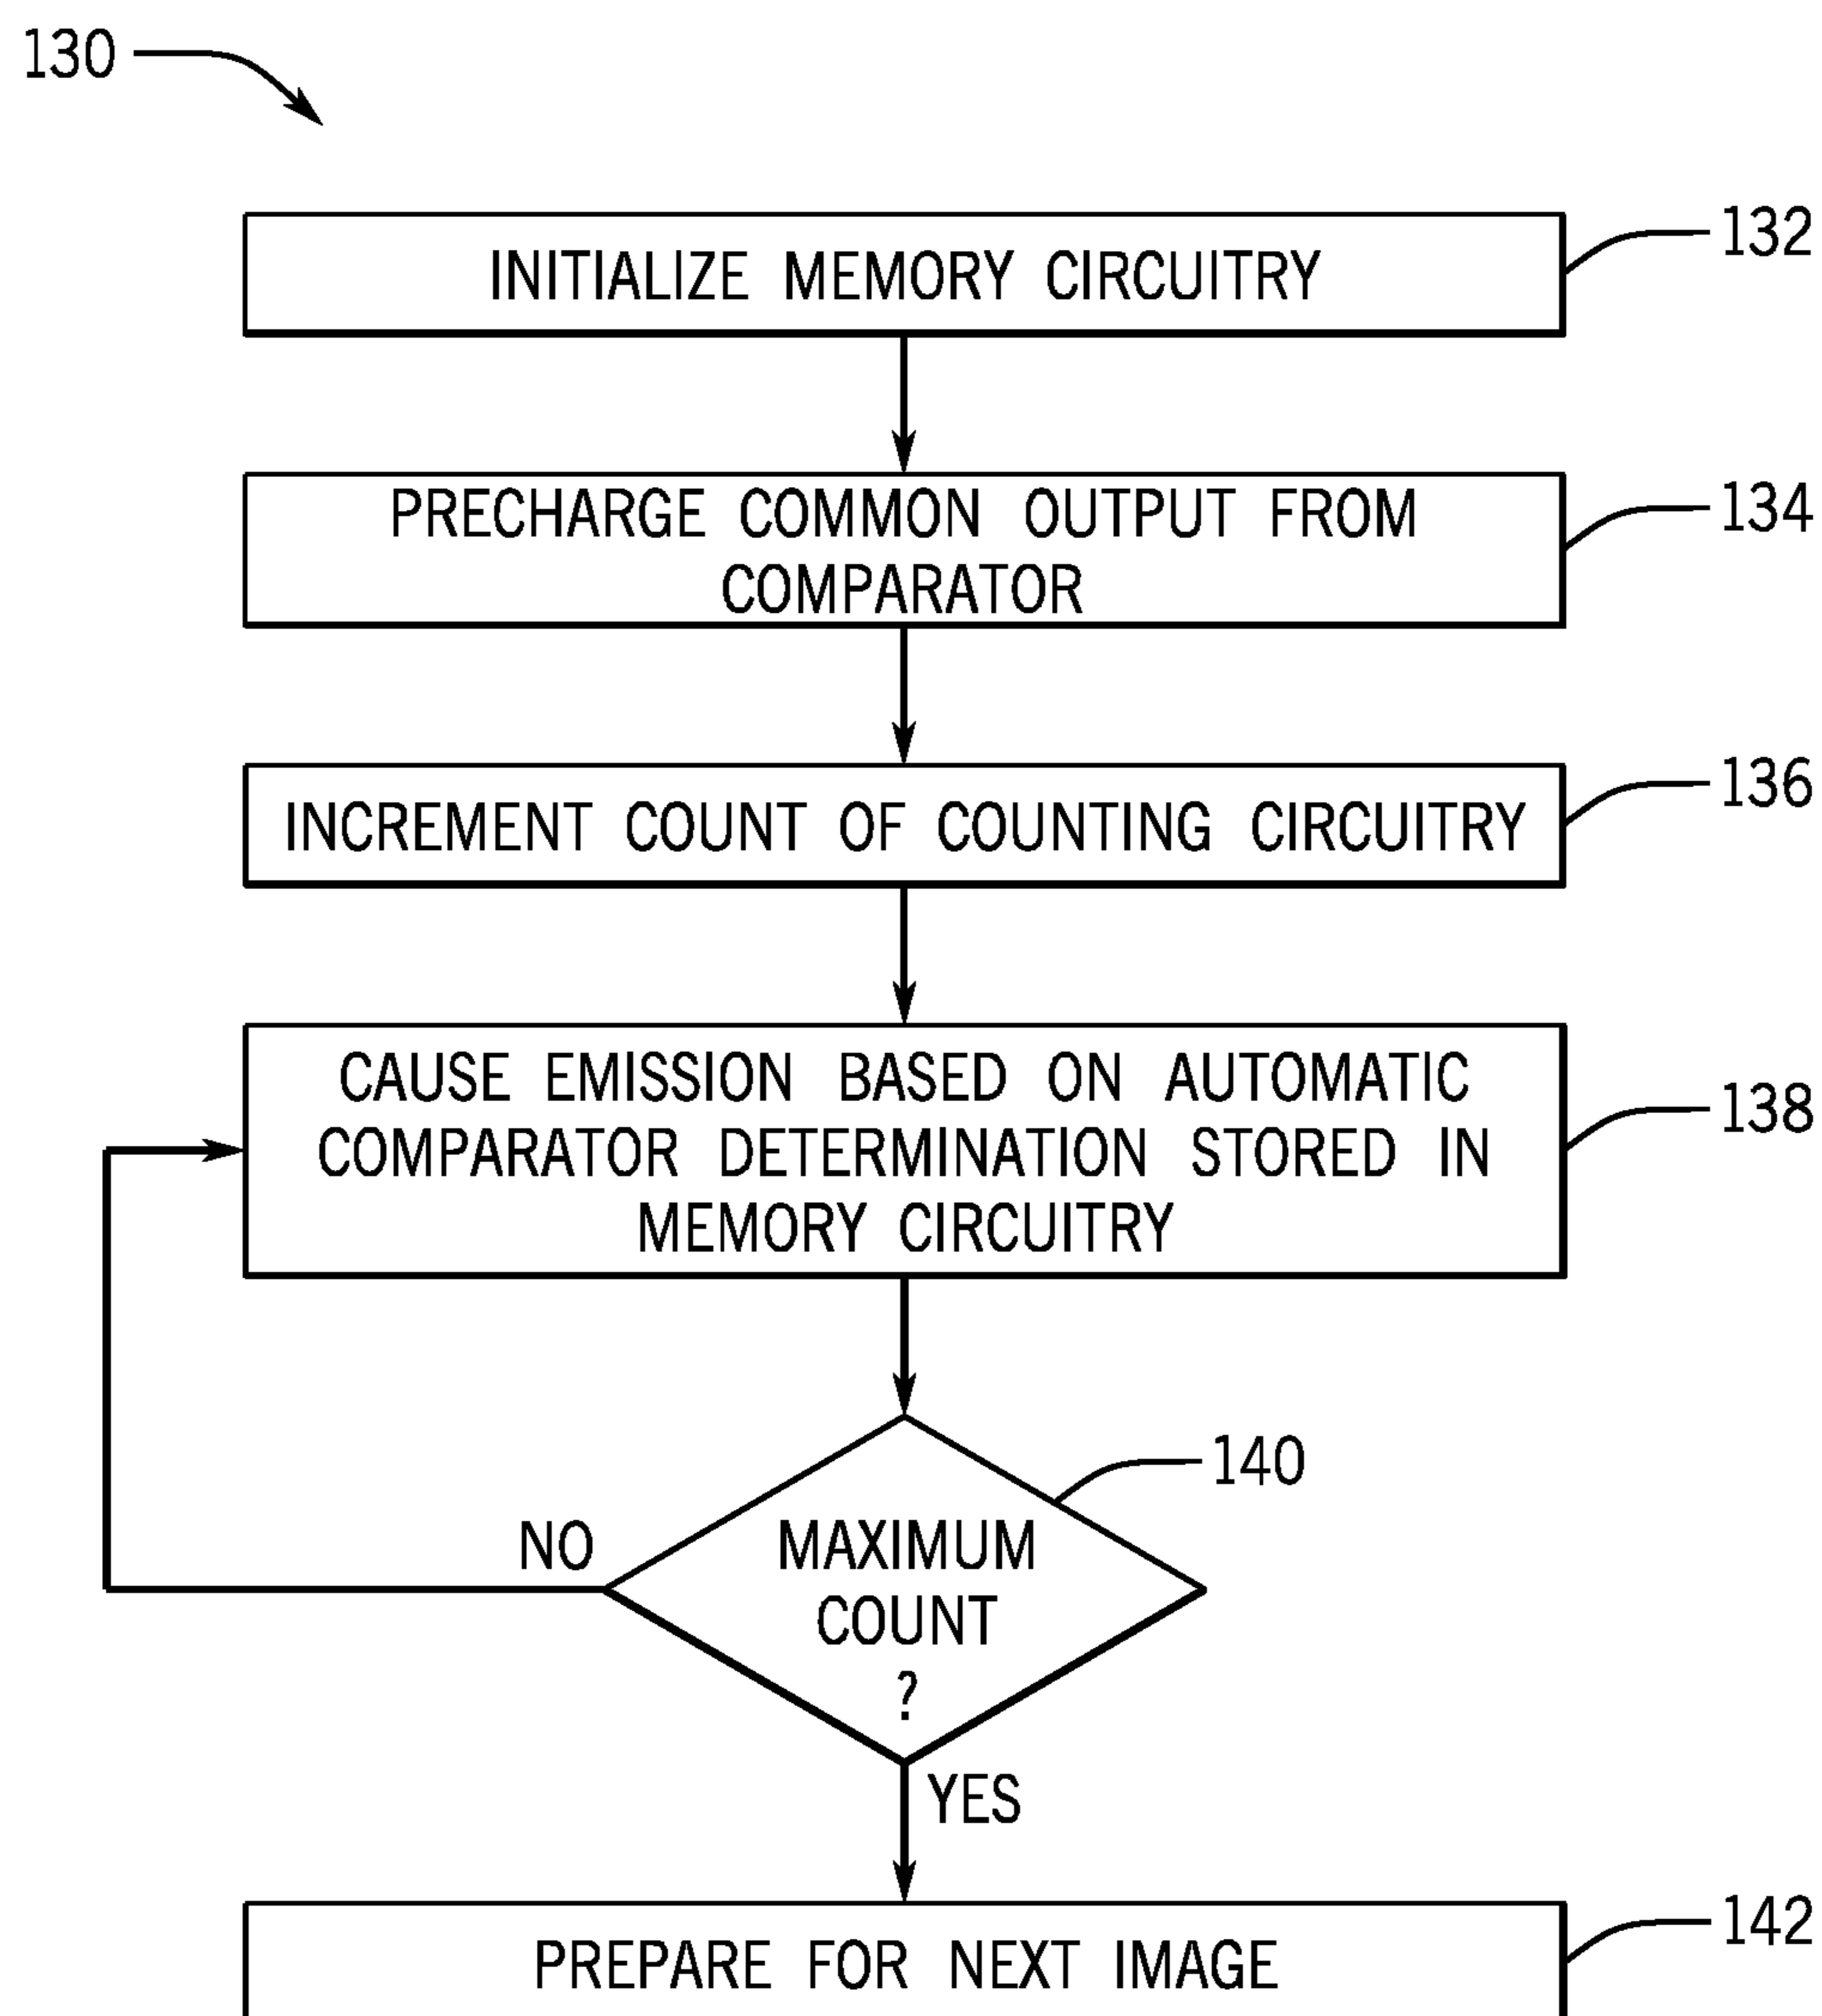 130
INITIALIZE MEMORY CIRCUITRY
132
PRECHARGE COMMON OUTPUT FROM
COMPARATOR
134
INCREMENT COUNT OF COUNTING CIRCUITRY
136
CAUSE EMISSION BASED ON AUTOMATIC
COMPARATOR DETERMINATION STORED IN
MEMORY CIRCUITRY
138
140
NO
MAXIMUM
COUNT
?
YES
PREPARE FOR NEXT IMAGE
142